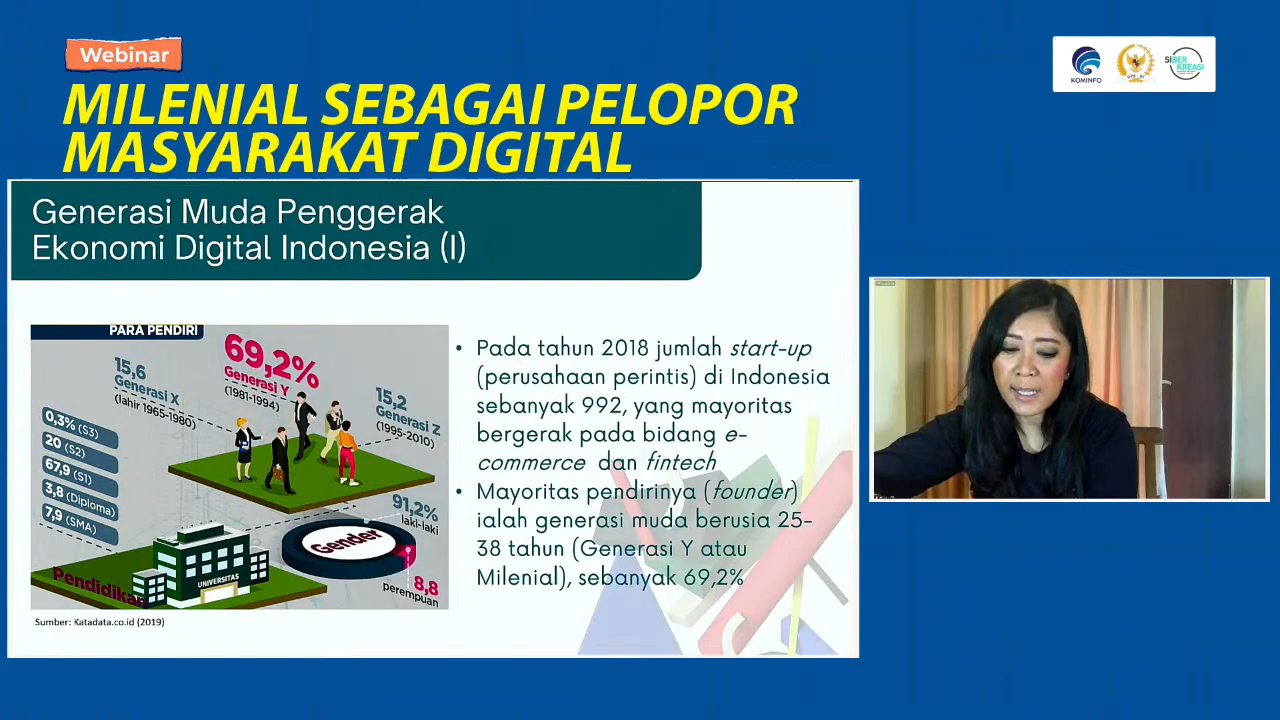 Webinar
MILENIAL SEBAGAI PELOPOR
MASYARAKAT DIGITAL
KOMINFO
DPR-RI
SIBER
KREASI
Generasi Muda Penggerak
Ekonomi Digital Indonesia (I)
PARA PENDIRI
69,2%
Generasi Y
(1981-1994)
15,6
Generasi X
(lahir 1965-1980)
15,2
Generasi Z
(1995-2010)
0,3% (S3)
20 (S2)
67,9 (S1)
3,8 (Diploma)
7,9 (SMA)
91,2%
laki-laki
Gender
8,8
perempuan
UNIVERSITAS
Pendidikan
Sumber: Katadata.co.id (2019)
• Pada tahun 2018 jumlah start-up
(perusahaan perintis) di Indonesia
sebanyak 992, yang mayoritas
bergerak pada bidang e-
commerce dan fintech
• Mayoritas pendirinya (founder)
ialah generasi muda berusia 25-
38 tahun (Generasi Y atau
Milenial), sebanyak 69,2%